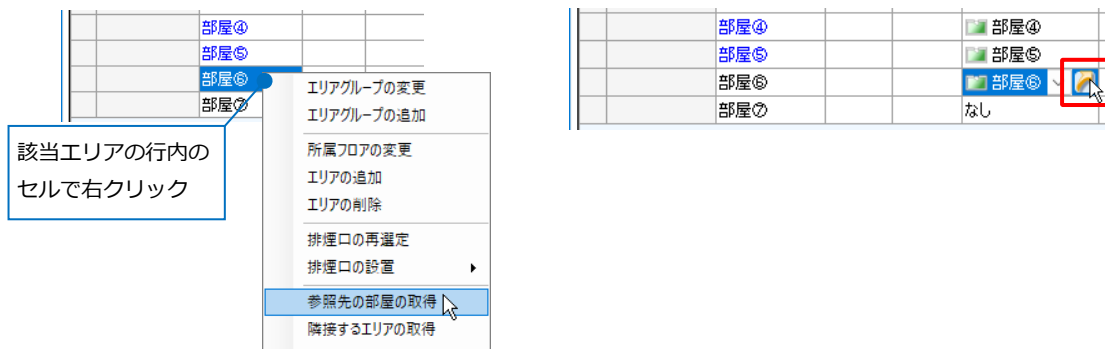 部屋④
部屋⑤
部屋⑥
部屋⑦
該当エリアの行内の
セルで右クリック
エリアグループの変更
エリアグループの追加
所属フロアの変更
エリアの追加
エリアの削除
排煙口の再選定
排煙口の設置
参照先の部屋の取得
隣接するエリアの取得
部屋④ 部屋④
部屋⑤ 部屋⑤
部屋⑥ 部屋⑥
部屋⑦ なし